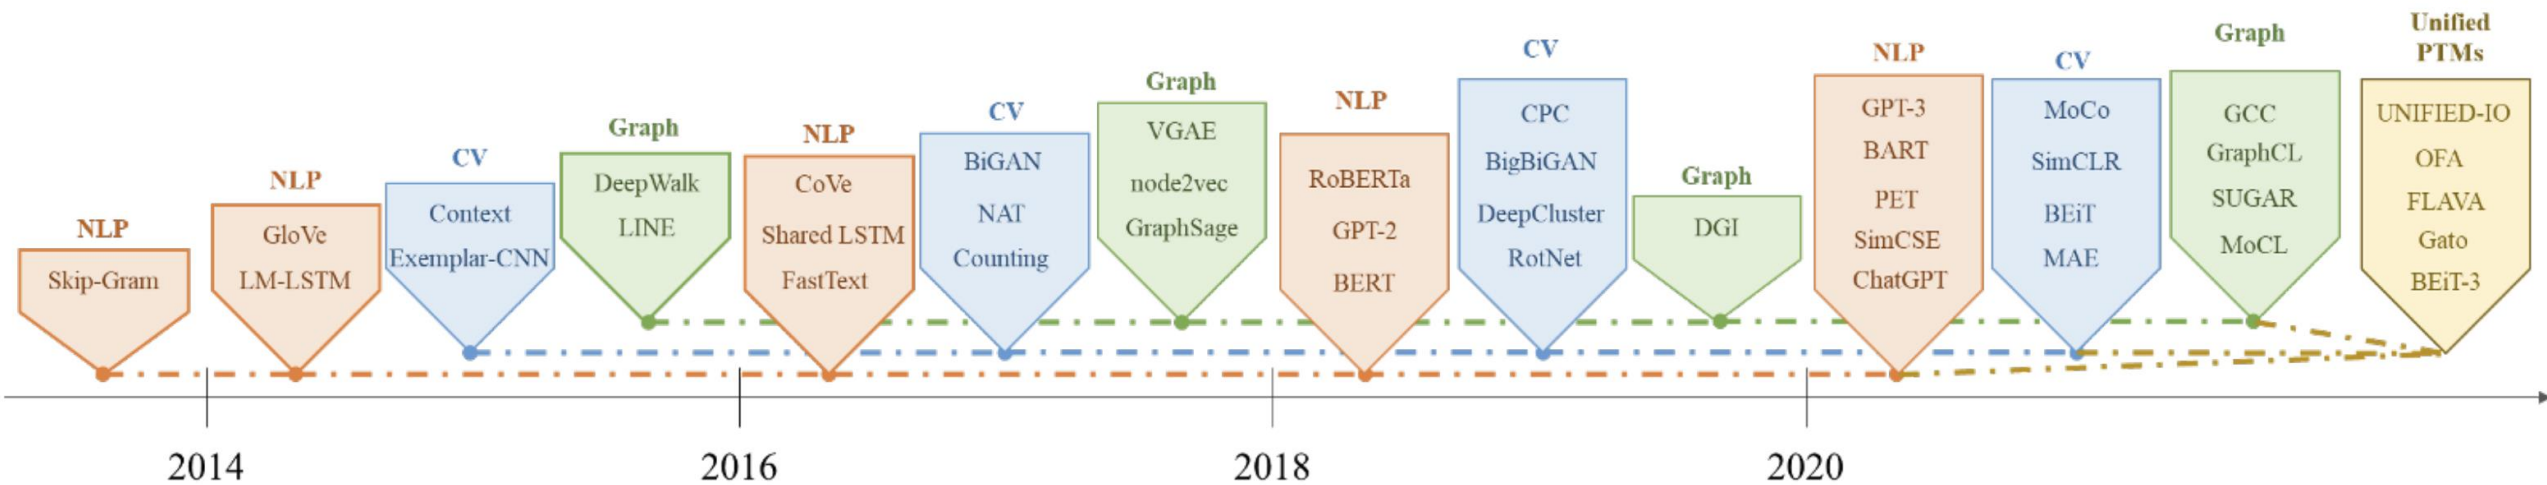 NLP
Skip-Gram
NLP
GloVe
LM-LSTM
CV
Context
Exemplar-CNN
Graph
DeepWalk
LINE
NLP
CoVe
Shared LSTM
FastText
CV
BiGAN
NAT
Counting
Graph
VGAE
node2vec
GraphSage
NLP
RoBERTa
GPT-2
BERT
CV
CPC
BigBiGAN
DeepCluster
RotNet
Graph
DGI
NLP
GPT-3
BART
PET
SimCSE
ChatGPT
CV
MoCo
SimCLR
BEiT
MAE
Graph
GCC
GraphCL
SUGAR
MoCL
Unified
PTMs
UNIFIED-IO
OFA
FLAVA
Gato
BEiT-3
2014
2016
2018
2020